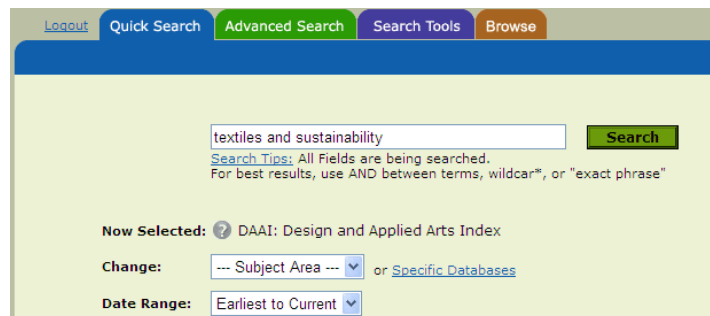 Logout Quick Search Advanced Search Search Tools Browse
textiles and sustainability Search
Search Tips: All Fields are being searched.
For best results, use AND between terms, wildcar*, or "exact phrase"
Now Selected: ? DAAI: Design and Applied Arts Index
Change: --- Subject Area --- or Specific Databases
Date Range: Earliest to Current